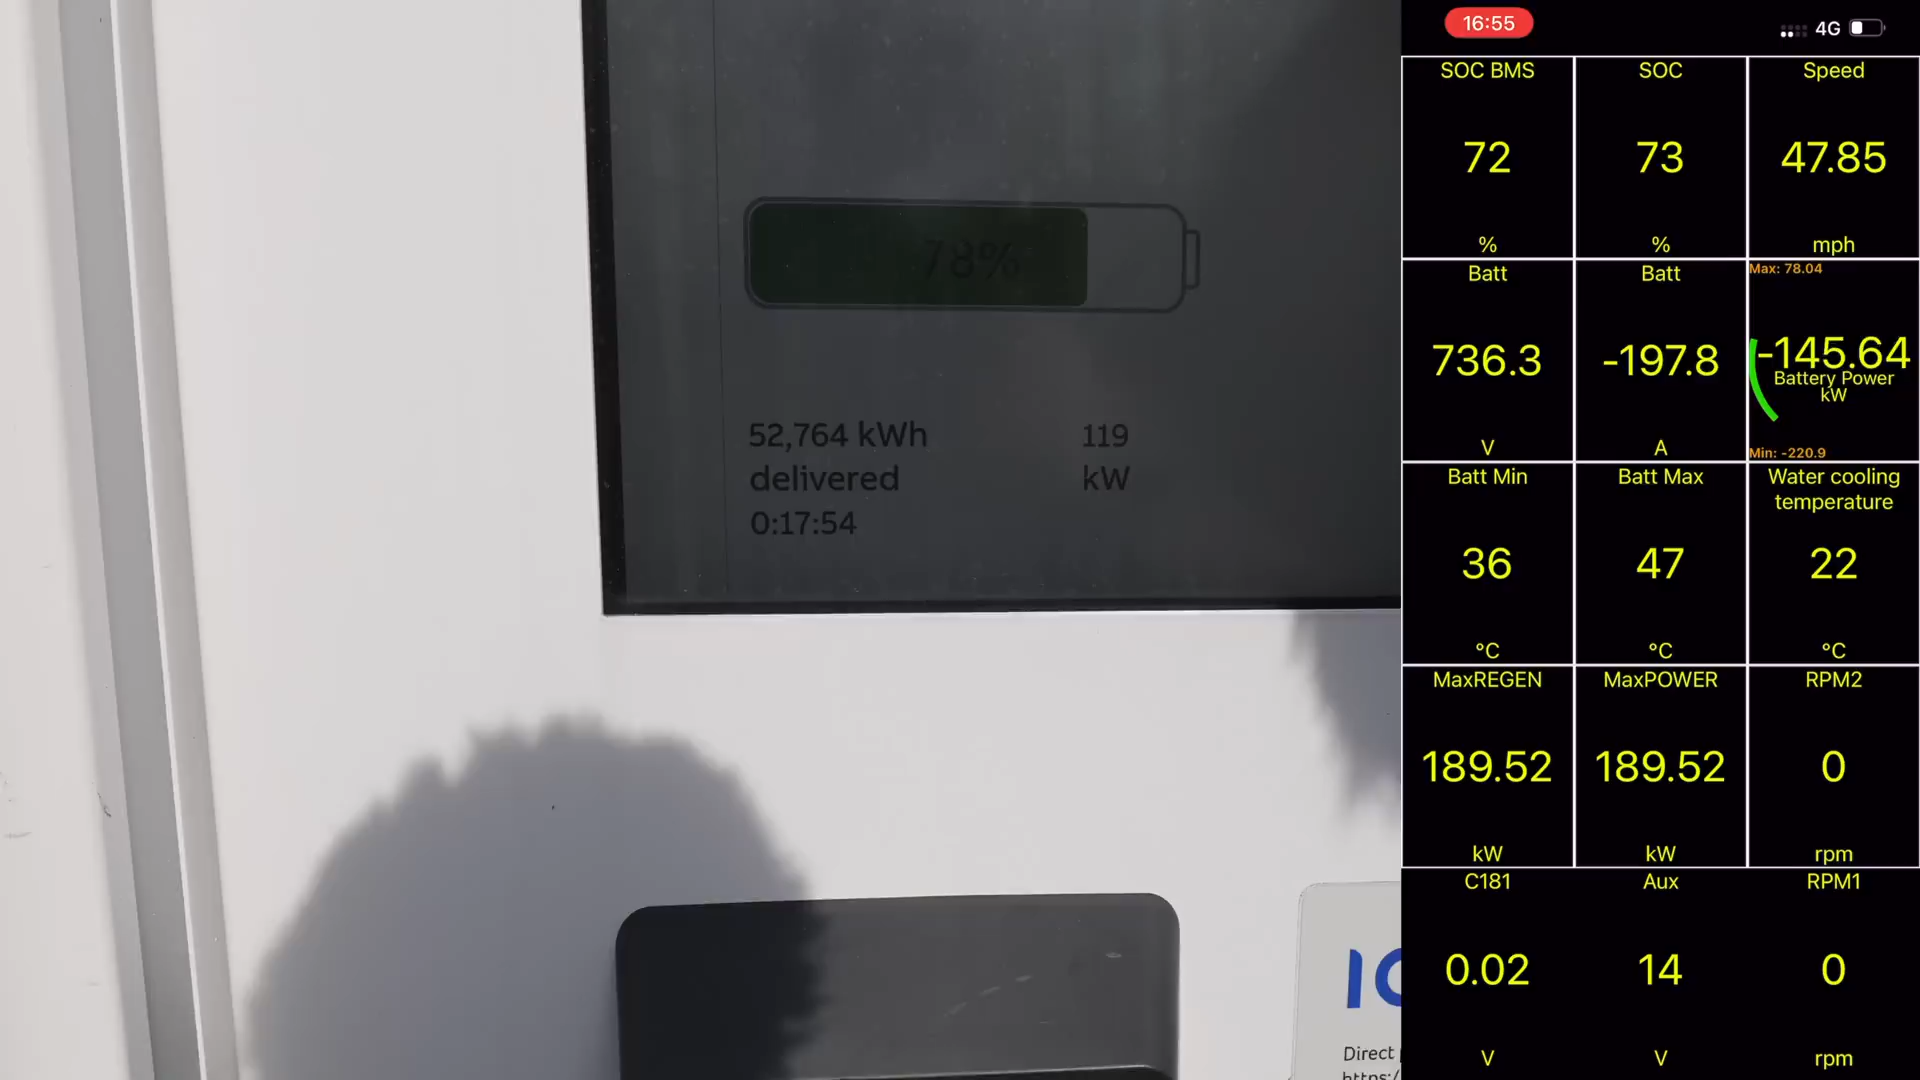 78%
52,764 kWh
delivered
0:17:54
119
kW
Direct
16:55
4G
SOC BMS
72
%
SOC
73
%
Speed
47.85
mph
Batt
736.3
V
Batt
-197.8
A
Max: 78.04
-145.64
Battery Power
kW
Min: -220.9
Batt Min
36
°C
Batt Max
47
°C
Water cooling
temperature
22
°C
MaxREGEN
189.52
kW
MaxPOWER
189.52
kW
RPM2
0
rpm
C181
0.02
V
Aux
14
V
RPM1
0
rpm